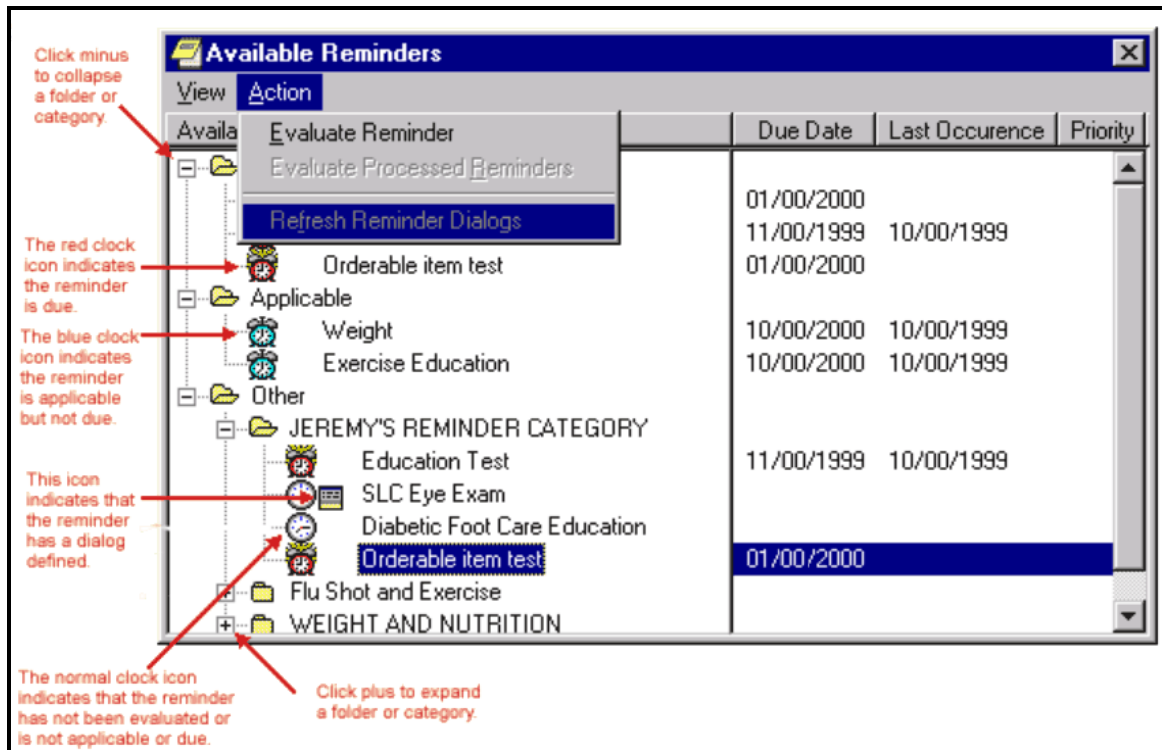 Click minus
to collapse
a folder or
category.
Available Reminders
View Action
Availa Due Date Last Occurence Priority
Evaluate Reminder
Evaluate Processed Reminders
Refresh Reminder Dialogs
01/00/2000
11/00/1999 10/00/1999
The red clock
icon indicates
the reminder
is due.
Orderable item test 01/00/2000
Applicable
The blue clock
icon indicates
the reminder
is applicable
but not due.
Weight 10/00/2000 10/00/1999
Exercise Education 10/00/2000 10/00/1999
Other
JEREMY'S REMINDER CATEGORY
Education Test 11/00/1999 10/00/1999
This icon
indicates that
the reminder
has a dialog
defined.
SLC Eye Exam
Diabetic Foot Care Education
Orderable item test 01/00/2000
Flu Shot and Exercise
WEIGHT AND NUTRITION
The normal clock icon
indicates that the reminder
has not been evaluated or
is not applicable or due.
Click plus to expand
a folder or category.